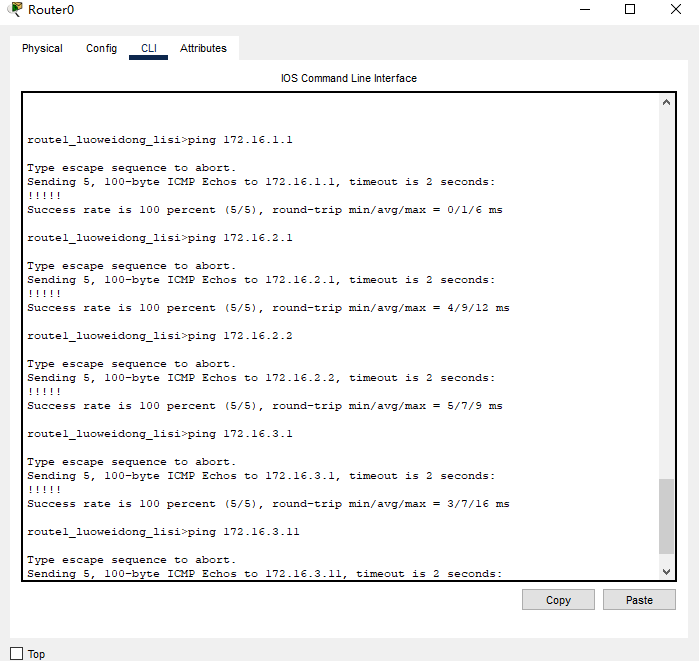 Router0
Physical Config CLI Attributes
IOS Command Line Interface
route1_luoweidong_lisi>ping 172.16.1.1
Type escape sequence to abort.
Sending 5, 100-byte ICMP Echos to 172.16.1.1, timeout is 2 seconds:
!!!!!
Success rate is 100 percent (5/5), round-trip min/avg/max = 0/1/6 ms
route1_luoweidong_lisi>ping 172.16.2.1
Type escape sequence to abort.
Sending 5, 100-byte ICMP Echos to 172.16.2.1, timeout is 2 seconds:
!!!!!
Success rate is 100 percent (5/5), round-trip min/avg/max = 4/9/12 ms
route1_luoweidong_lisi>ping 172.16.2.2
Type escape sequence to abort.
Sending 5, 100-byte ICMP Echos to 172.16.2.2, timeout is 2 seconds:
!!!!!
Success rate is 100 percent (5/5), round-trip min/avg/max = 5/7/9 ms
route1_luoweidong_lisi>ping 172.16.3.1
Type escape sequence to abort.
Sending 5, 100-byte ICMP Echos to 172.16.3.1, timeout is 2 seconds:
!!!!!
Success rate is 100 percent (5/5), round-trip min/avg/max = 3/7/16 ms
route1_luoweidong_lisi>ping 172.16.3.11
Type escape sequence to abort.
Sending 5, 100-byte ICMP Echos to 172.16.3.11, timeout is 2 seconds:
Copy Paste
Top